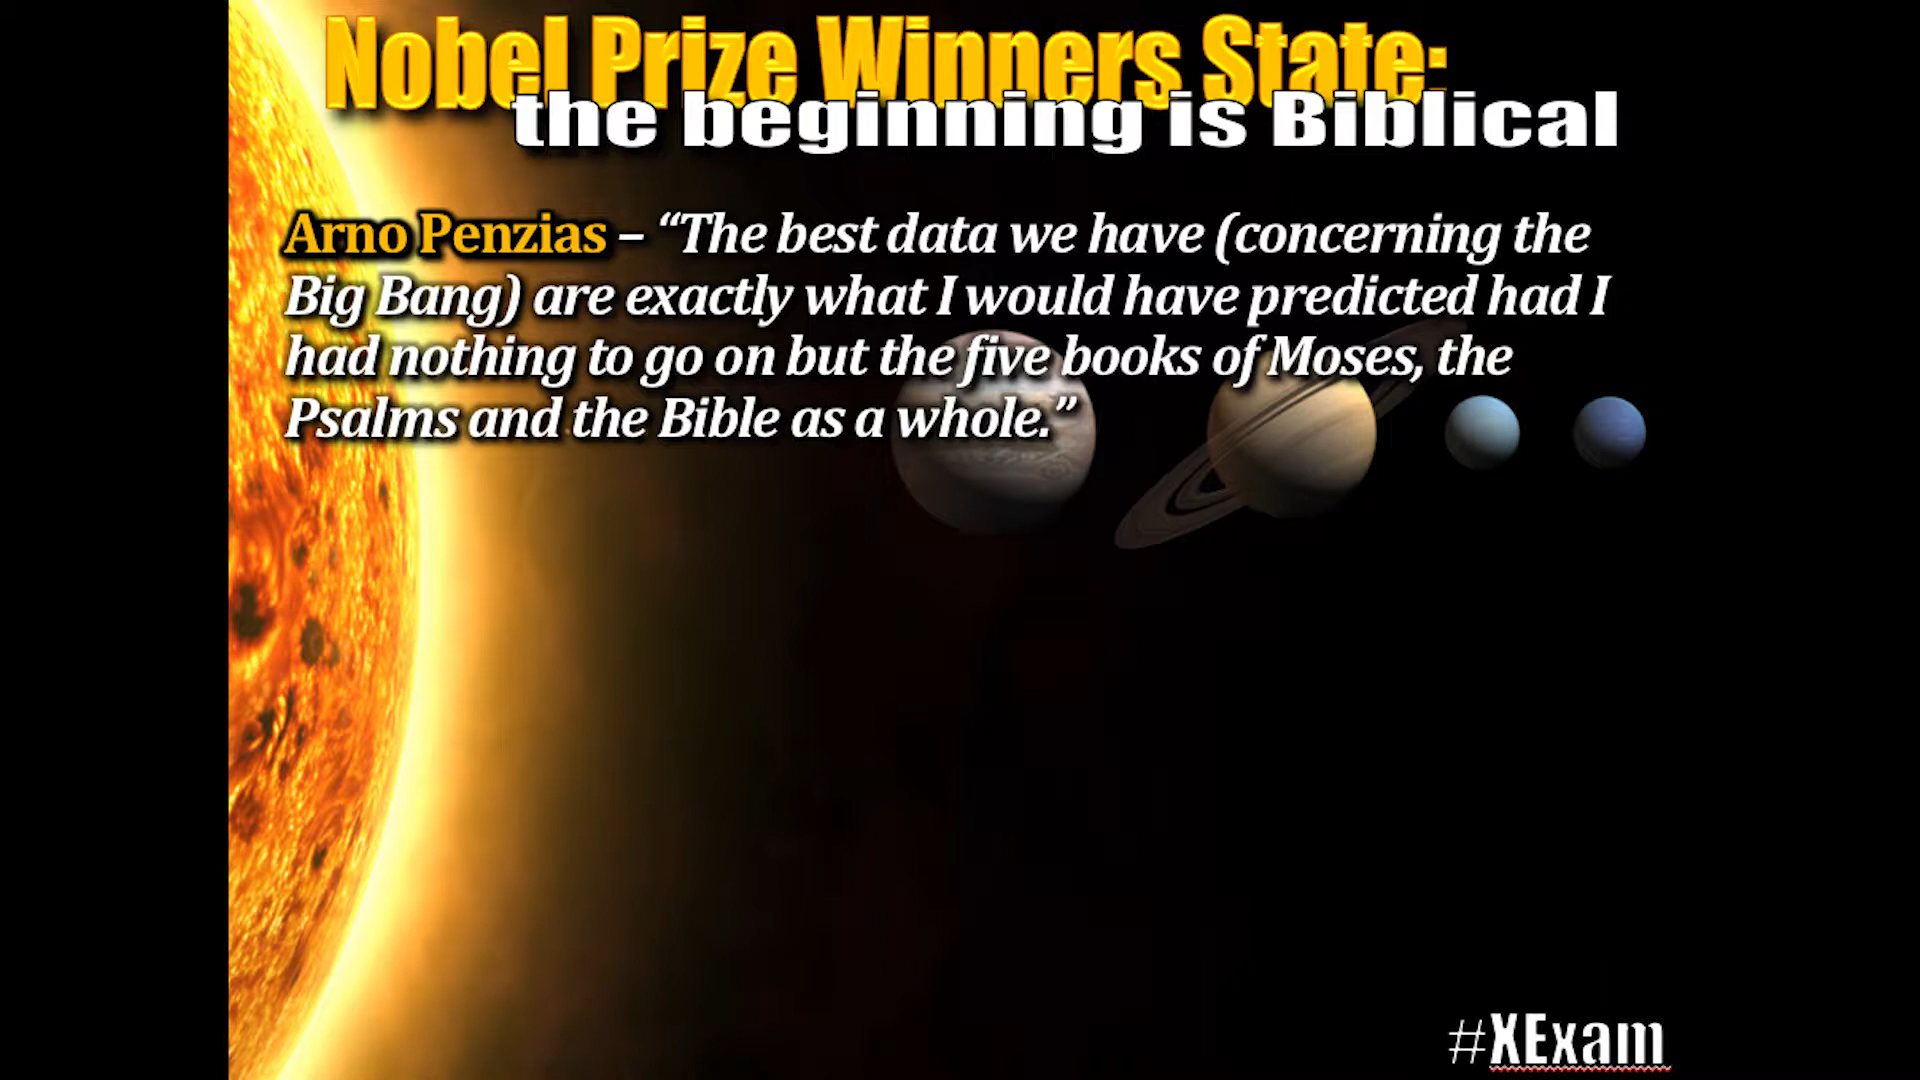 Nobel Prize Winners State:
the beginning is Biblical
Arno Penzias – “The best data we have (concerning the
Big Bang) are exactly what I would have predicted had I
had nothing to go on but the five books of Moses, the
Psalms and the Bible as a whole.”
#XExam